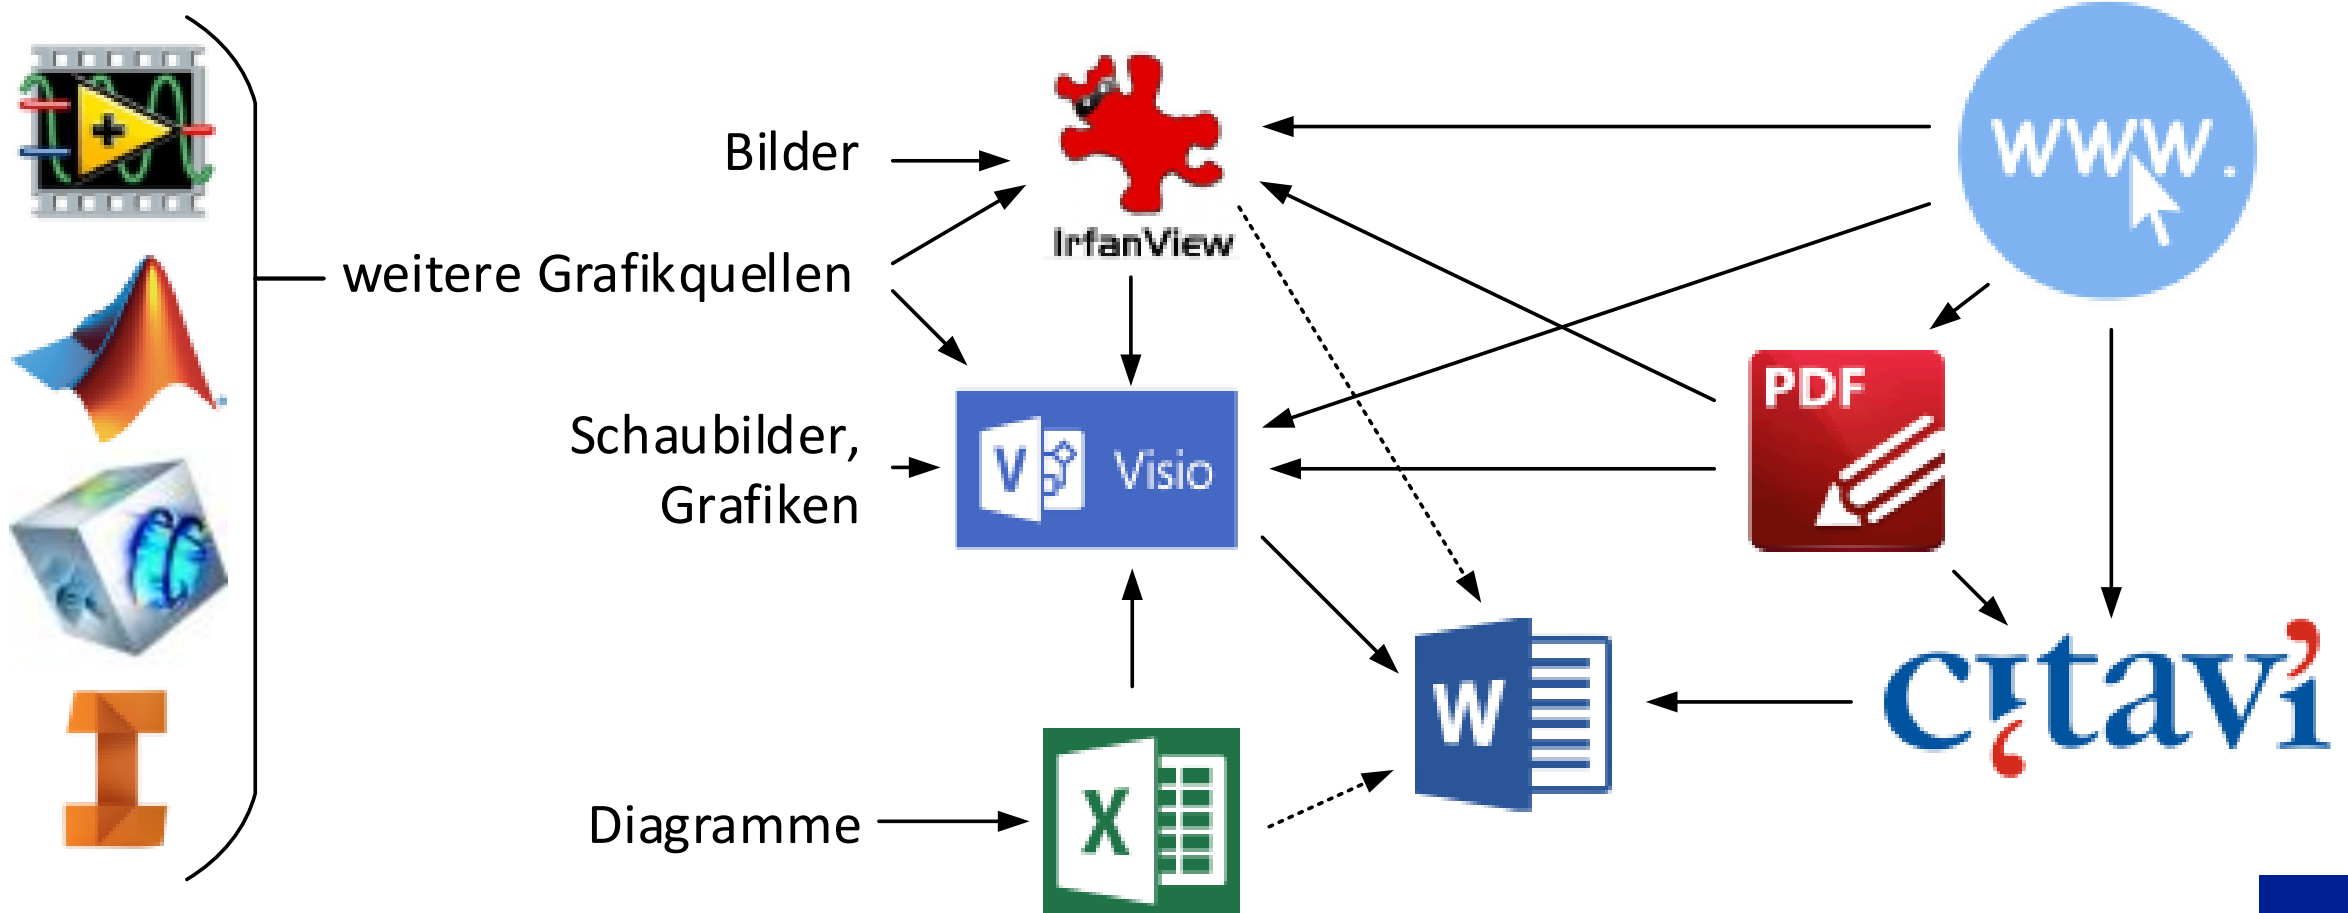 Bilder
IrfanView
www.
weitere Grafikquellen
PDF
Schaubilder,
Grafiken
V Visio
W
citavi
Diagramme
X
I